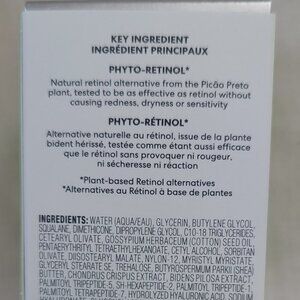 KEY INGREDIENT
INGRÉDIENT PRINCIPAUX
PHYTO-RETINOL*
Natural retinol alternative from the Picão Preto
plant, tested to be as effective as retinol without
causing redness, dryness or sensitivity
PHYTO-RÉTINOL*
Alternative naturelle au rétinol, issue de la plante
bident hérissé, testée comme étant aussi efficace
que le rétinol sans provoquer ni rougeur,
ni sécheresse ni réaction
*Plant-based Retinol alternatives
*Alternatives au Rétinol à base de plantes
INGREDIENTS: WATER (AQUA/EAU), GLYCERIN, BUTYLENE GLYCOL,
SQUALANE, DIMETHICONE, DIPROPYLENE GLYCOL, C10-18 TRIGLYCERIDES,
CETEARYL OLIVATE, GOSSYPIUM HERBACEUM (COTTON) SEED OIL,
PENTAERYTHRITYL TETRAETHYLHEXANOATE, CETYL ALCOHOL, SORBITAN
OLIVATE, DIISOSTEARYL MALATE, NYLON-12, MYRISTYL MYRISTATE,
GLYCERYL STEARATE SE, TREHALOSE, BUTYROSPERMUM PARKII (SHEA)
BUTTER, CHONDRUS CRISPUS EXTRACT, BIDENS PILOSA EXTRACT,
PALMITOYL TRIPEPTIDE-5, SH-HEXAPEPTIDE-2, PALMITOYL
TETRAPEPTIDE-7, HYDROLYZED HYALURONIC ACID, SODIUM